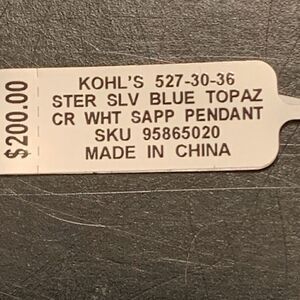 $200.00
KOHL'S 527-30-36
STER SLV BLUE TOPAZ
CR WHT SAPP PENDANT
SKU 95865020
MADE IN CHINA